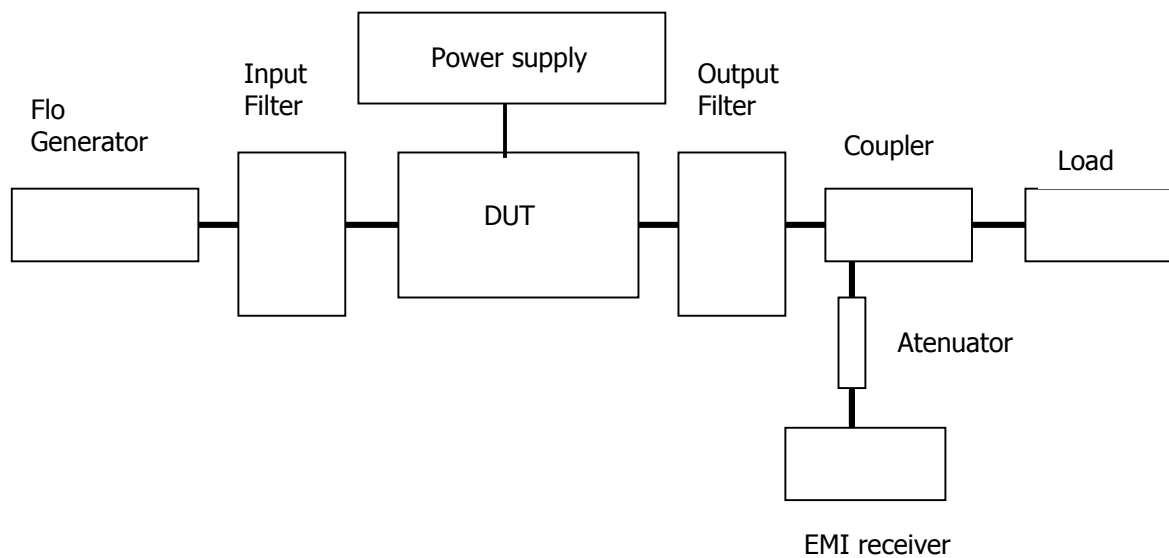 Power supply
Input
Filter
Output
Filter
Flo
Generator
Coupler
Load
DUT
Atenuator
EMI receiver